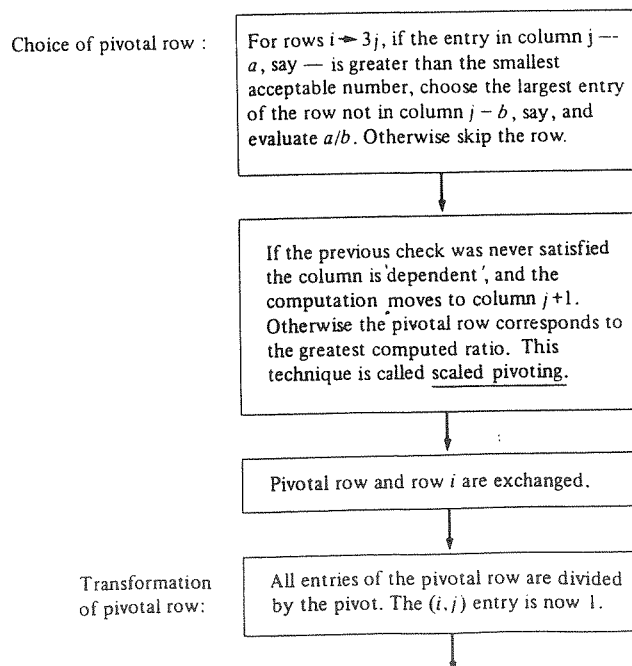 Choice of pivotal row :
For rows i → 3j, if the entry in column j —
a, say — is greater than the smallest
acceptable number, choose the largest entry
of the row not in column j – b, say, and
evaluate a/b. Otherwise skip the row.
If the previous check was never satisfied
the column is 'dependent', and the
computation moves to column j+1.
Otherwise the pivotal row corresponds to
the greatest computed ratio. This
technique is called scaled pivoting.
Pivotal row and row i are exchanged.
Transformation
of pivotal row:
All entries of the pivotal row are divided
by the pivot. The (i, j) entry is now 1.